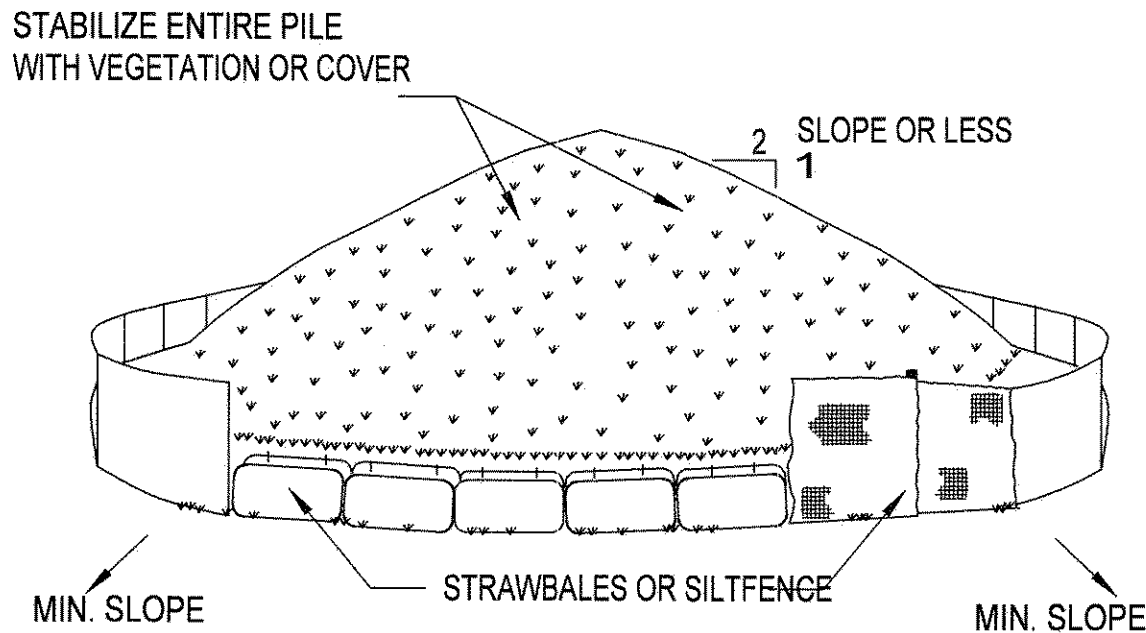 STABILIZE ENTIRE PILE
WITH VEGETATION OR COVER
2 SLOPE OR LESS
1
STRAWBALES OR SILTFENCE
MIN. SLOPE
MIN. SLOPE